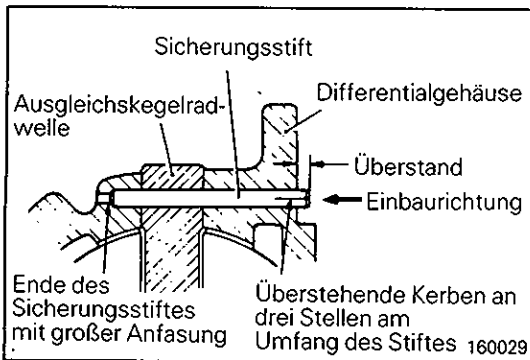 Sicherungsstift
Ausgleichskegelrad-
welle
Differentialgehäuse
Überstand
Einbaurichtung
Ende des
Sicherungsstiftes
mit großer Anfasung
Überstehende Kerben an
drei Stellen am
Umfang des Stiftes
160029